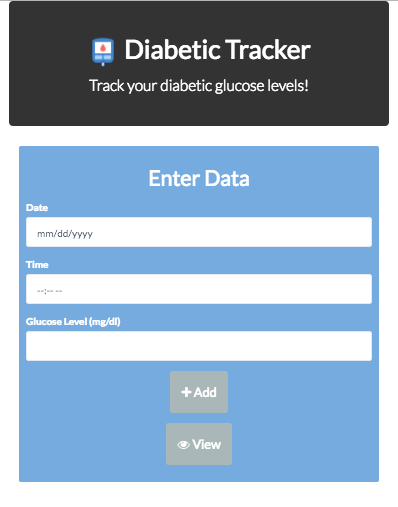 Diabetic Tracker
Track your diabetic glucose levels!
Enter Data
Date
mm/dd/yyyy
Time
--:-- --
Glucose Level (mg/dl)
+ Add
View